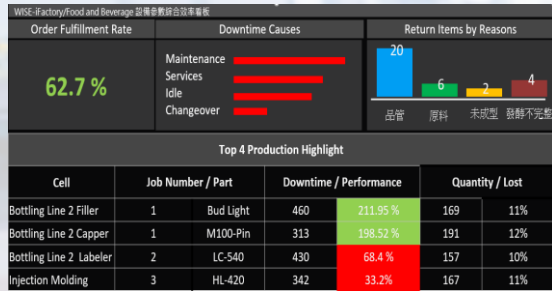 WISE-iFactory/Food and Beverage 設備參數綜合效率看板
Order Fulfillment Rate
62.7 %
Downtime Causes
Maintenance
Services
Idle
Changeover
Return Items by Reasons
20
6
2
4
品管
原料
未成型
發酵不完整
Top 4 Production Highlight
Cell Job Number / Part Downtime / Performance Quantity / Lost
Bottling Line 2 Filler 1 Bud Light 460 211.95 % 169 11%
Bottling Line 2 Capper 1 M100-Pin 313 198.52 % 191 12%
Bottling Line 2 Labeler 2 LC-540 430 68.4 % 157 10%
Injection Molding 3 HL-420 342 33.2% 167 11%